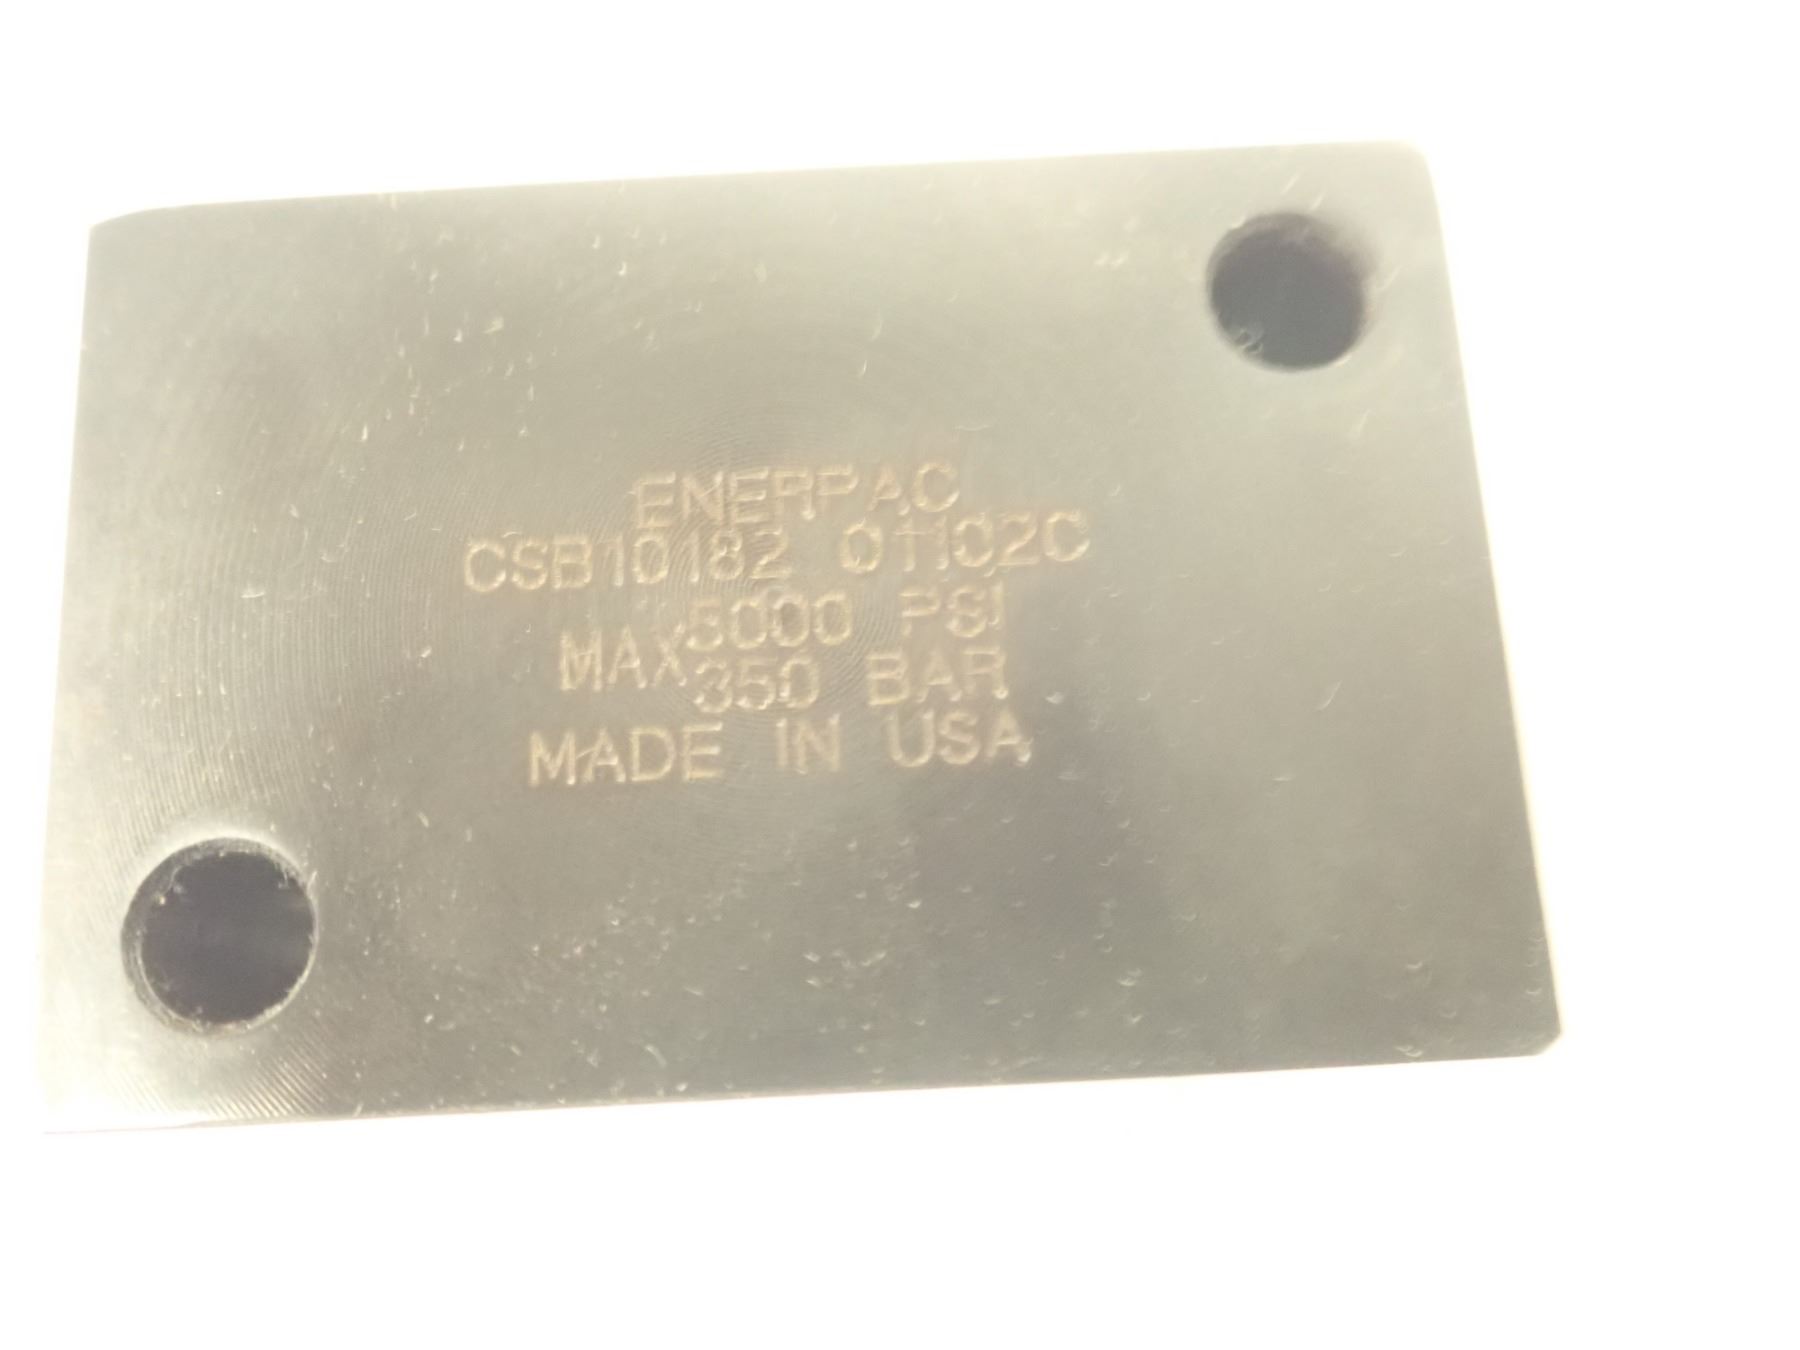 ENERPAC
CSB10182 01102C
MAX 5000 PSI
350 BAR
MADE IN USA